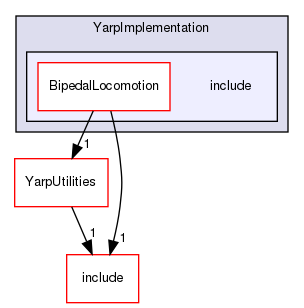 YarpImplementation
BipedalLocomotion
include
1
YarpUtilities
1
1
include